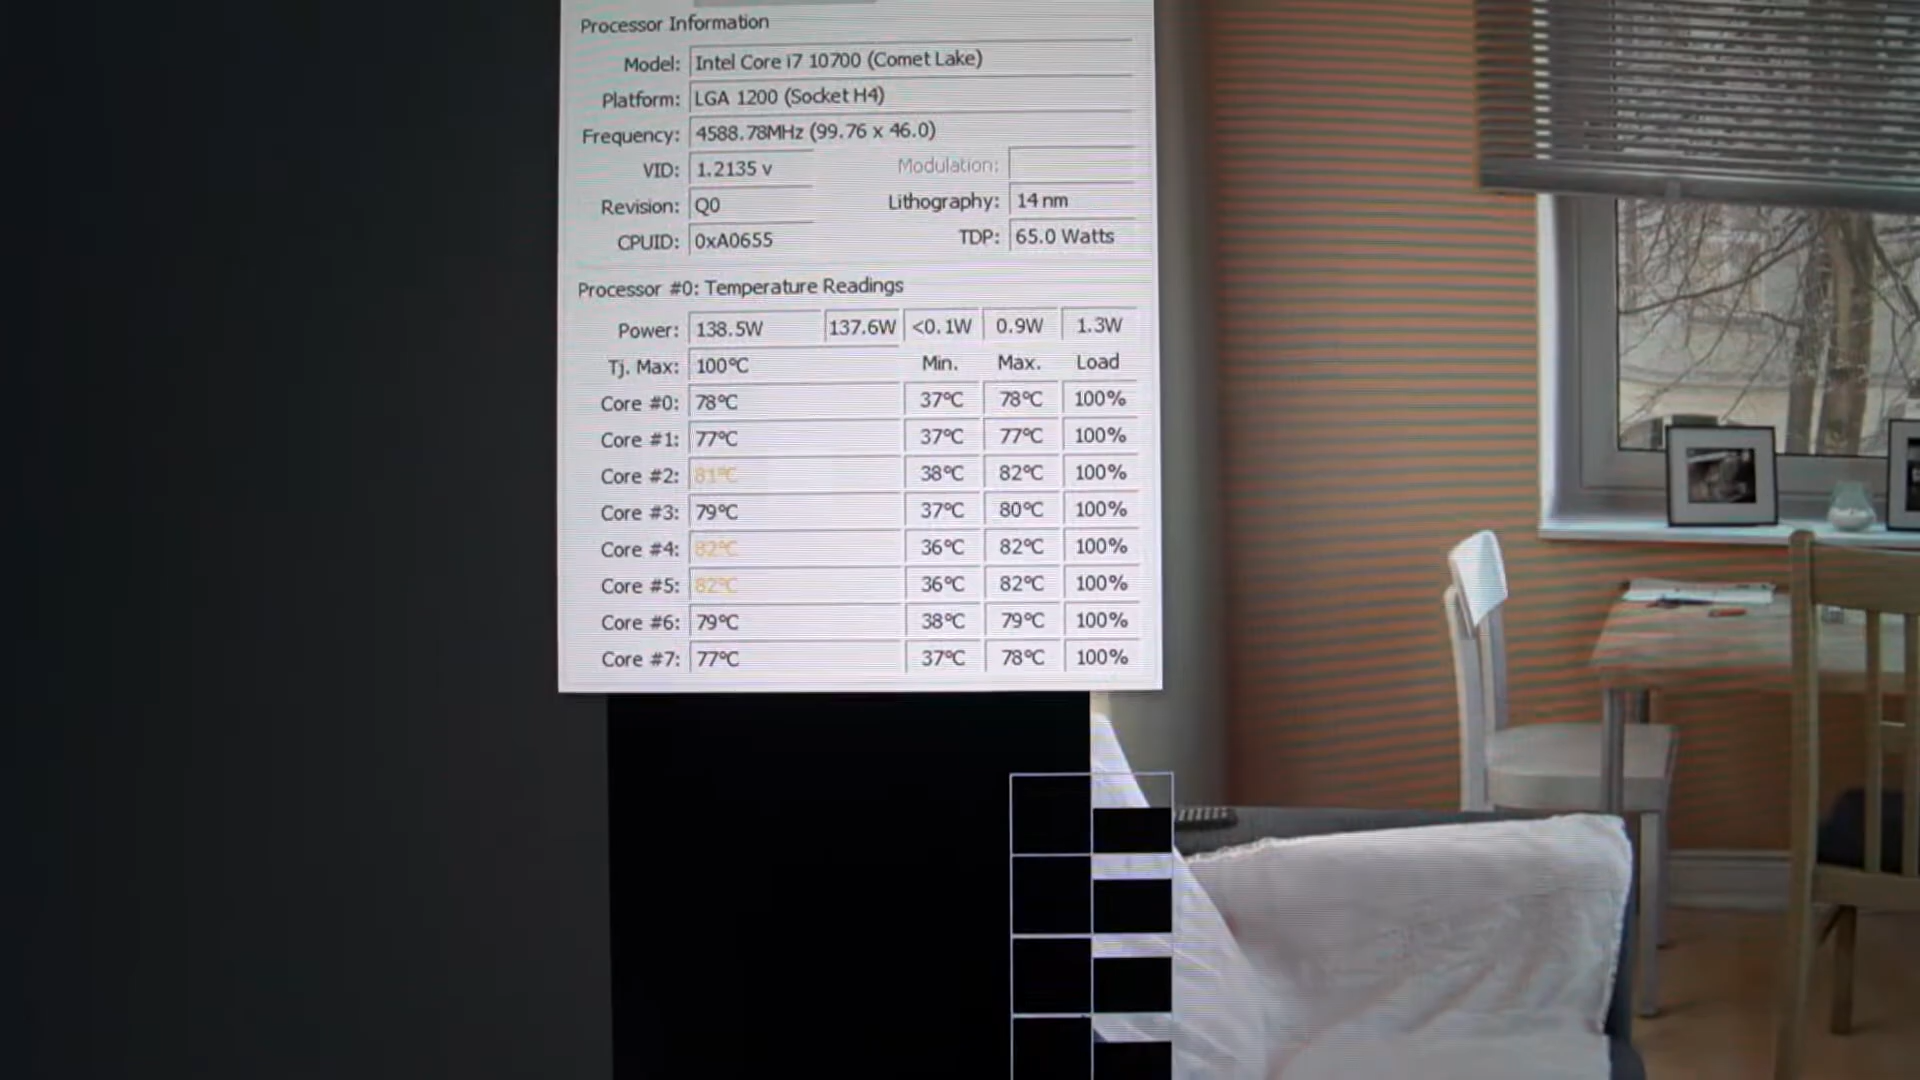 Processor Information
Model: Intel Core i7 10700 (Comet Lake)
Platform: LGA 1200 (Socket H4)
Frequency: 4588.78MHz (99.76 x 46.0)
VID: 1.2135 v Modulation:
Revision: Q0 Lithography: 14 nm
CPUID: 0xA0655 TDP: 65.0 Watts
Processor #0: Temperature Readings
Power: 138.5W 137.6W <0.1W 0.9W 1.3W
Tj. Max: 100°C Min. Max. Load
Core #0: 78°C 37°C 78°C 100%
Core #1: 77°C 37°C 77°C 100%
Core #2: 81°C 38°C 82°C 100%
Core #3: 79°C 37°C 80°C 100%
Core #4: 82°C 36°C 82°C 100%
Core #5: 82°C 36°C 82°C 100%
Core #6: 79°C 38°C 79°C 100%
Core #7: 77°C 37°C 78°C 100%